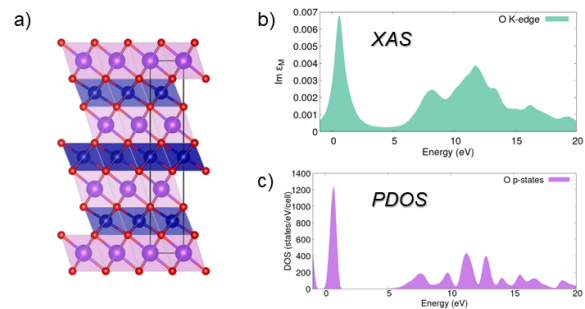 a)
b)
XAS
O K-edge
Im ε_M
0.007
0.006
0.005
0.004
0.003
0.002
0.001
0
0 5 10 15 20
Energy (eV)
c)
PDOS
O p-states
DOS (states/eV/cell)
1400
1200
1000
800
600
400
200
0
0 5 10 15 20
Energy (eV)